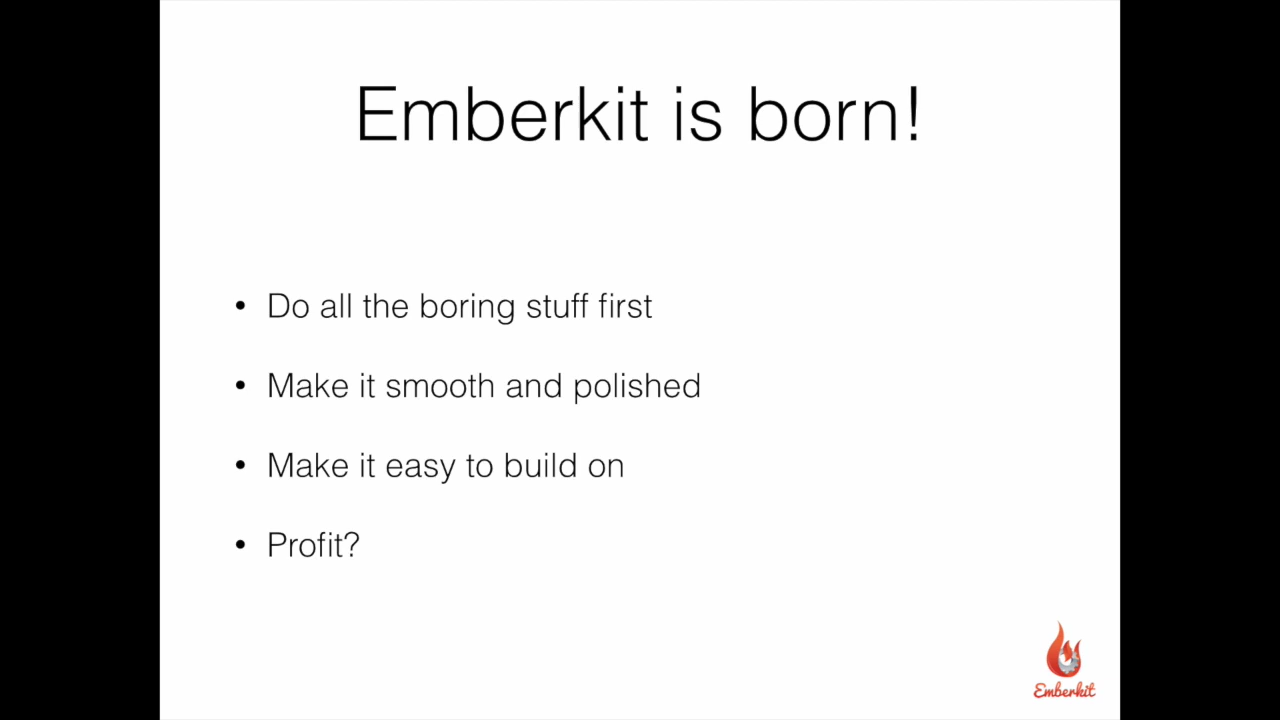 Emberkit is born!
• Do all the boring stuff first
• Make it smooth and polished
• Make it easy to build on
• Profit?
Emberkit